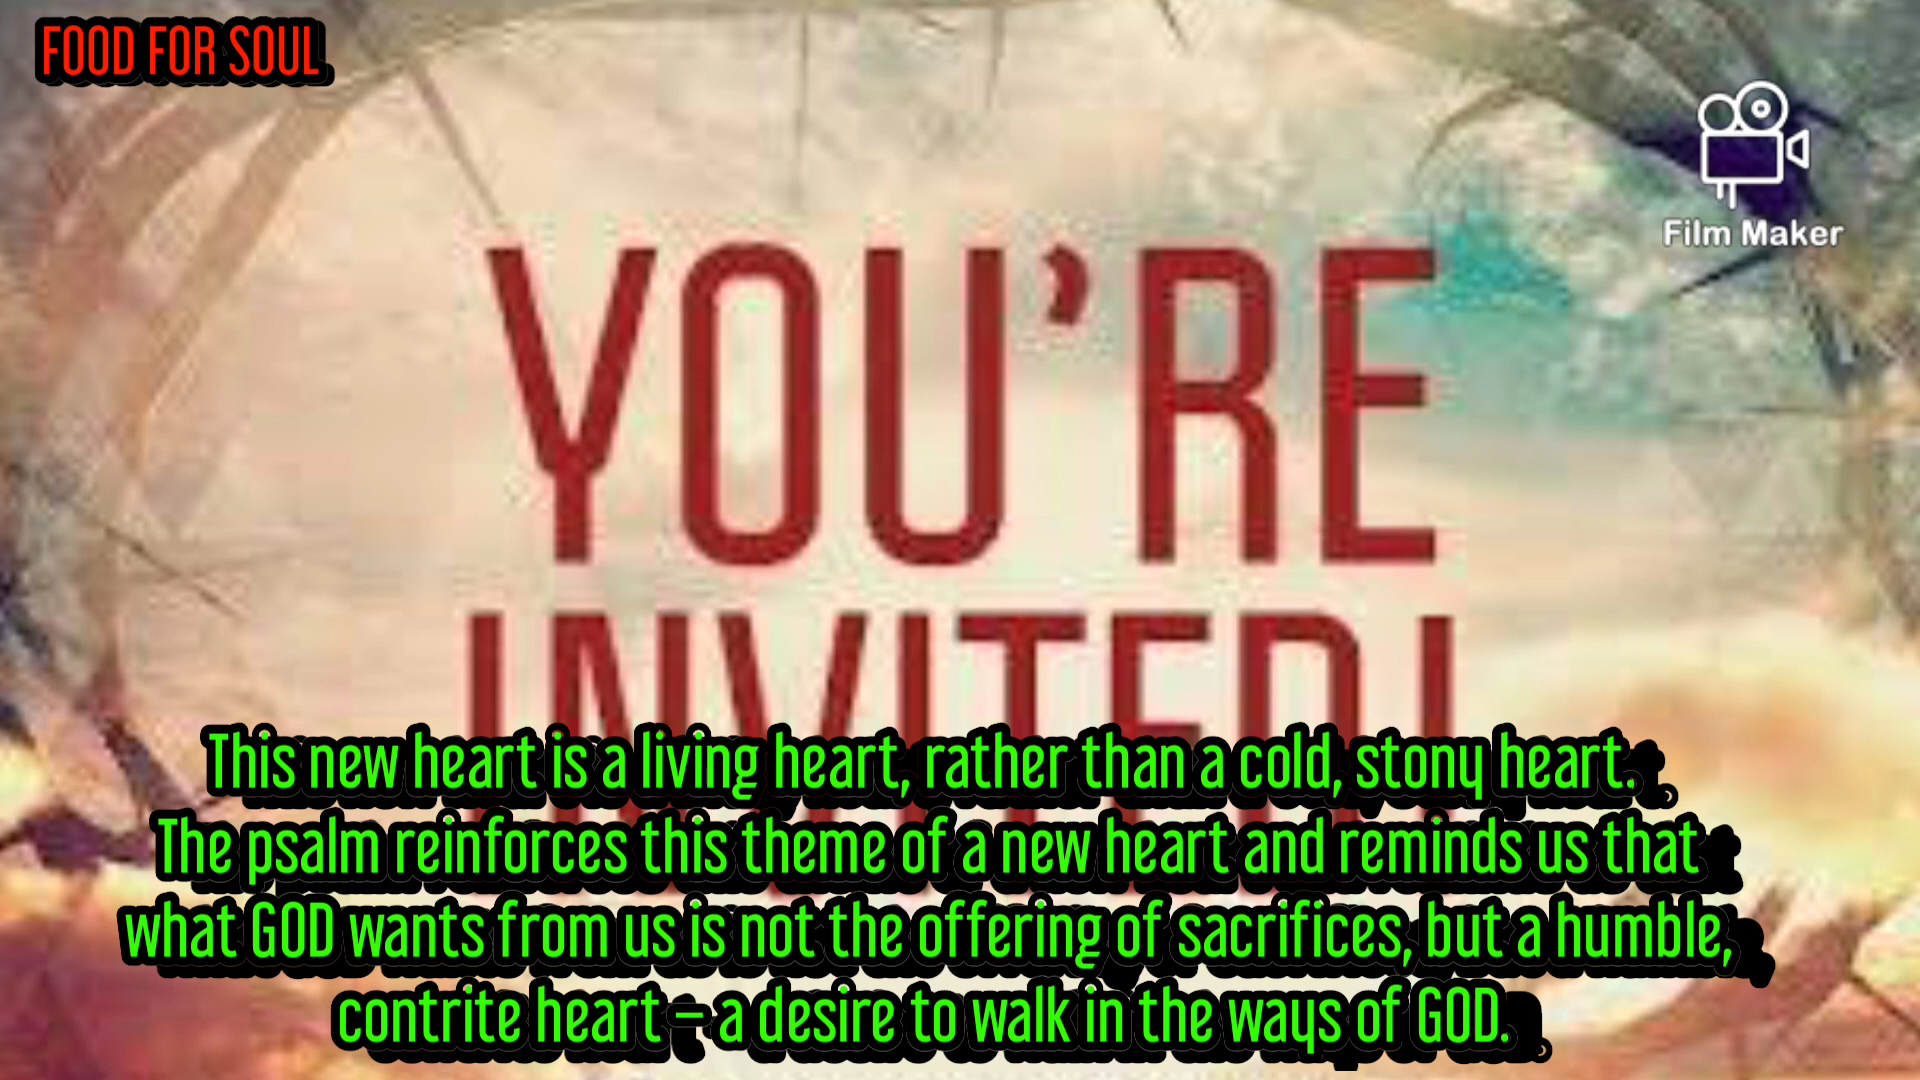 FOOD FOR SOUL
Film Maker
YOU'RE
INVITED!
This new heart is a living heart, rather than a cold, stony heart.
The psalm reinforces this theme of a new heart and reminds us that
what GOD wants from us is not the offering of sacrifices, but a humble,
contrite heart – a desire to walk in the ways of GOD.